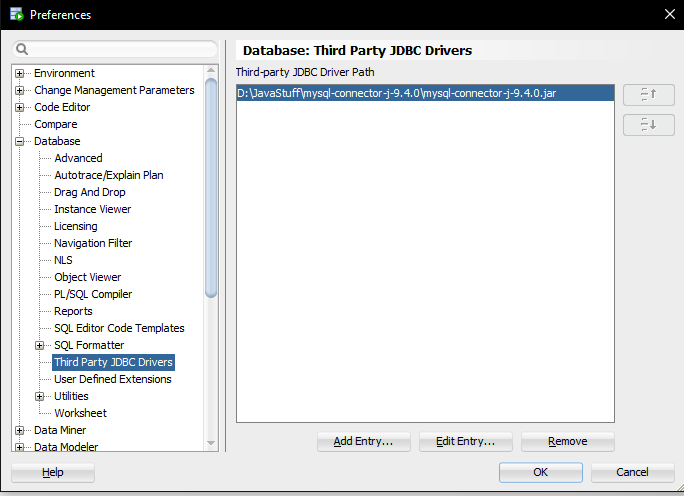 Preferences
Database: Third Party JDBC Drivers
Third-party JDBC Driver Path
D:\JavaStuff\mysql-connector-j-9.4.0\mysql-connector-j-9.4.0.jar
Environment
Change Management Parameters
Code Editor
Compare
Database
Advanced
Autotrace/Explain Plan
Drag And Drop
Instance Viewer
Licensing
Navigation Filter
NLS
Object Viewer
PL/SQL Compiler
Reports
SQL Editor Code Templates
SQL Formatter
Third Party JDBC Drivers
User Defined Extensions
Utilities
Worksheet
Data Miner
Data Modeler
Add Entry...
Edit Entry...
Remove
Help
OK
Cancel